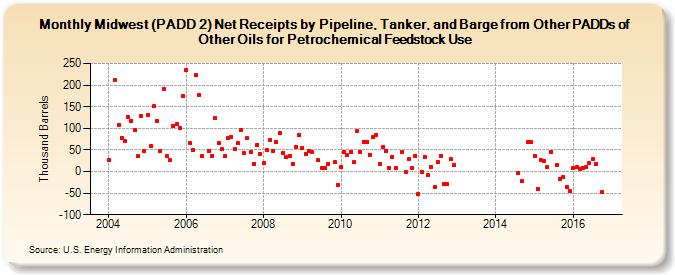 Monthly Midwest (PADD 2) Net Receipts by Pipeline, Tanker, and Barge from Other PADDs of
Other Oils for Petrochemical Feedstock Use
Thousand Barrels
250
200
150
100
50
0
-50
-100
2004 2006 2008 2010 2012 2014 2016
Source: U.S. Energy Information Administration